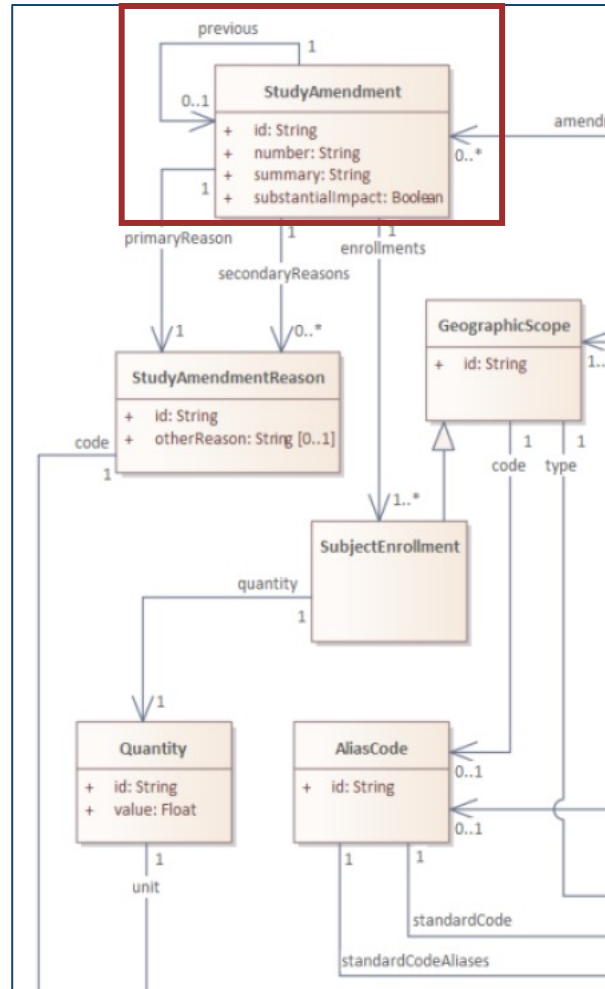 previous
1
0..1
StudyAmendment
+ id: String
+ number: String
+ summary: String
+ substantialImpact: Boolean
amend
0..*
1
primaryReason
1
secondaryReasons
1
enrollments
1
0..*
StudyAmendmentReason
+ id: String
+ otherReason: String [0..1]
code
1
GeographicScope
+ id: String
1..
1
code
1
type
1..*
SubjectEnrollment
quantity
1
1
Quantity
+ id: String
+ value: Float
1
unit
AliasCode
+ id: String
0..1
0..1
1
1
standardCode
standardCodeAliases